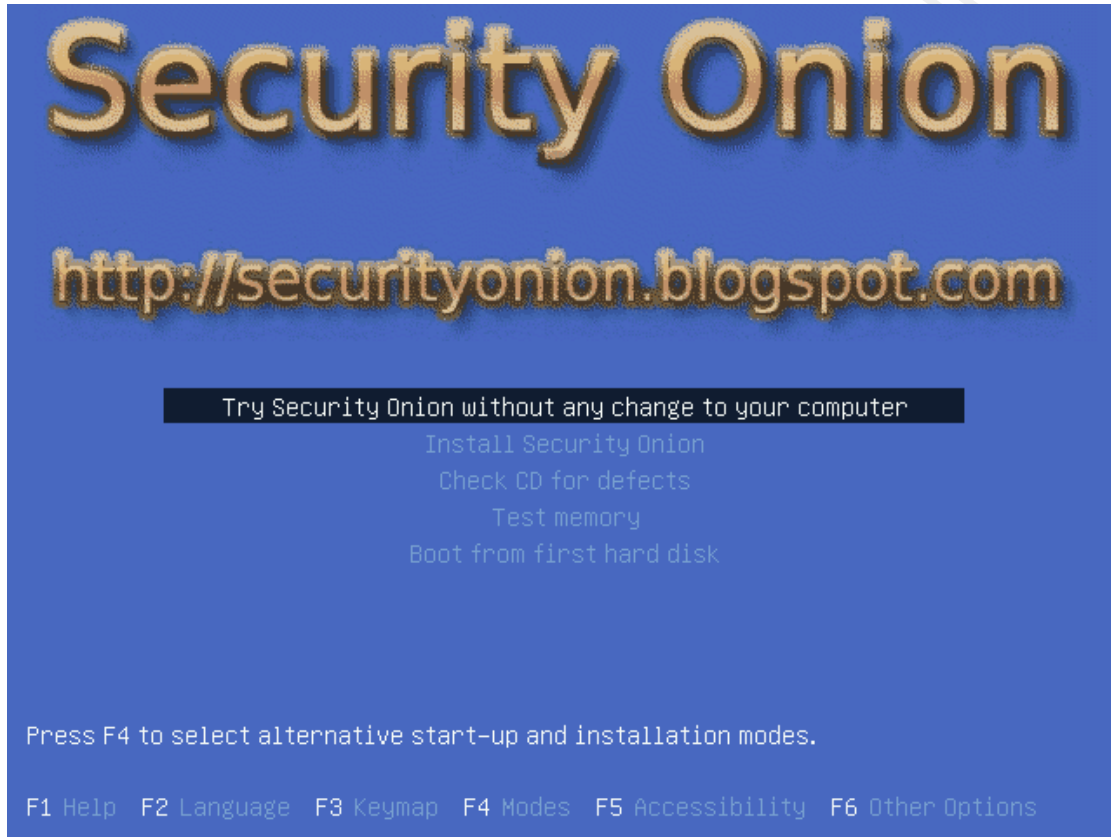 Security Onion
http://securityonion.blogspot.com
Try Security Onion without any change to your computer
Install Security Onion
Check CD for defects
Test memory
Boot from first hard disk
Press F4 to select alternative start-up and installation modes.
F1 Help F2 Language F3 Keymap F4 Modes F5 Accessibility F6 Other Options